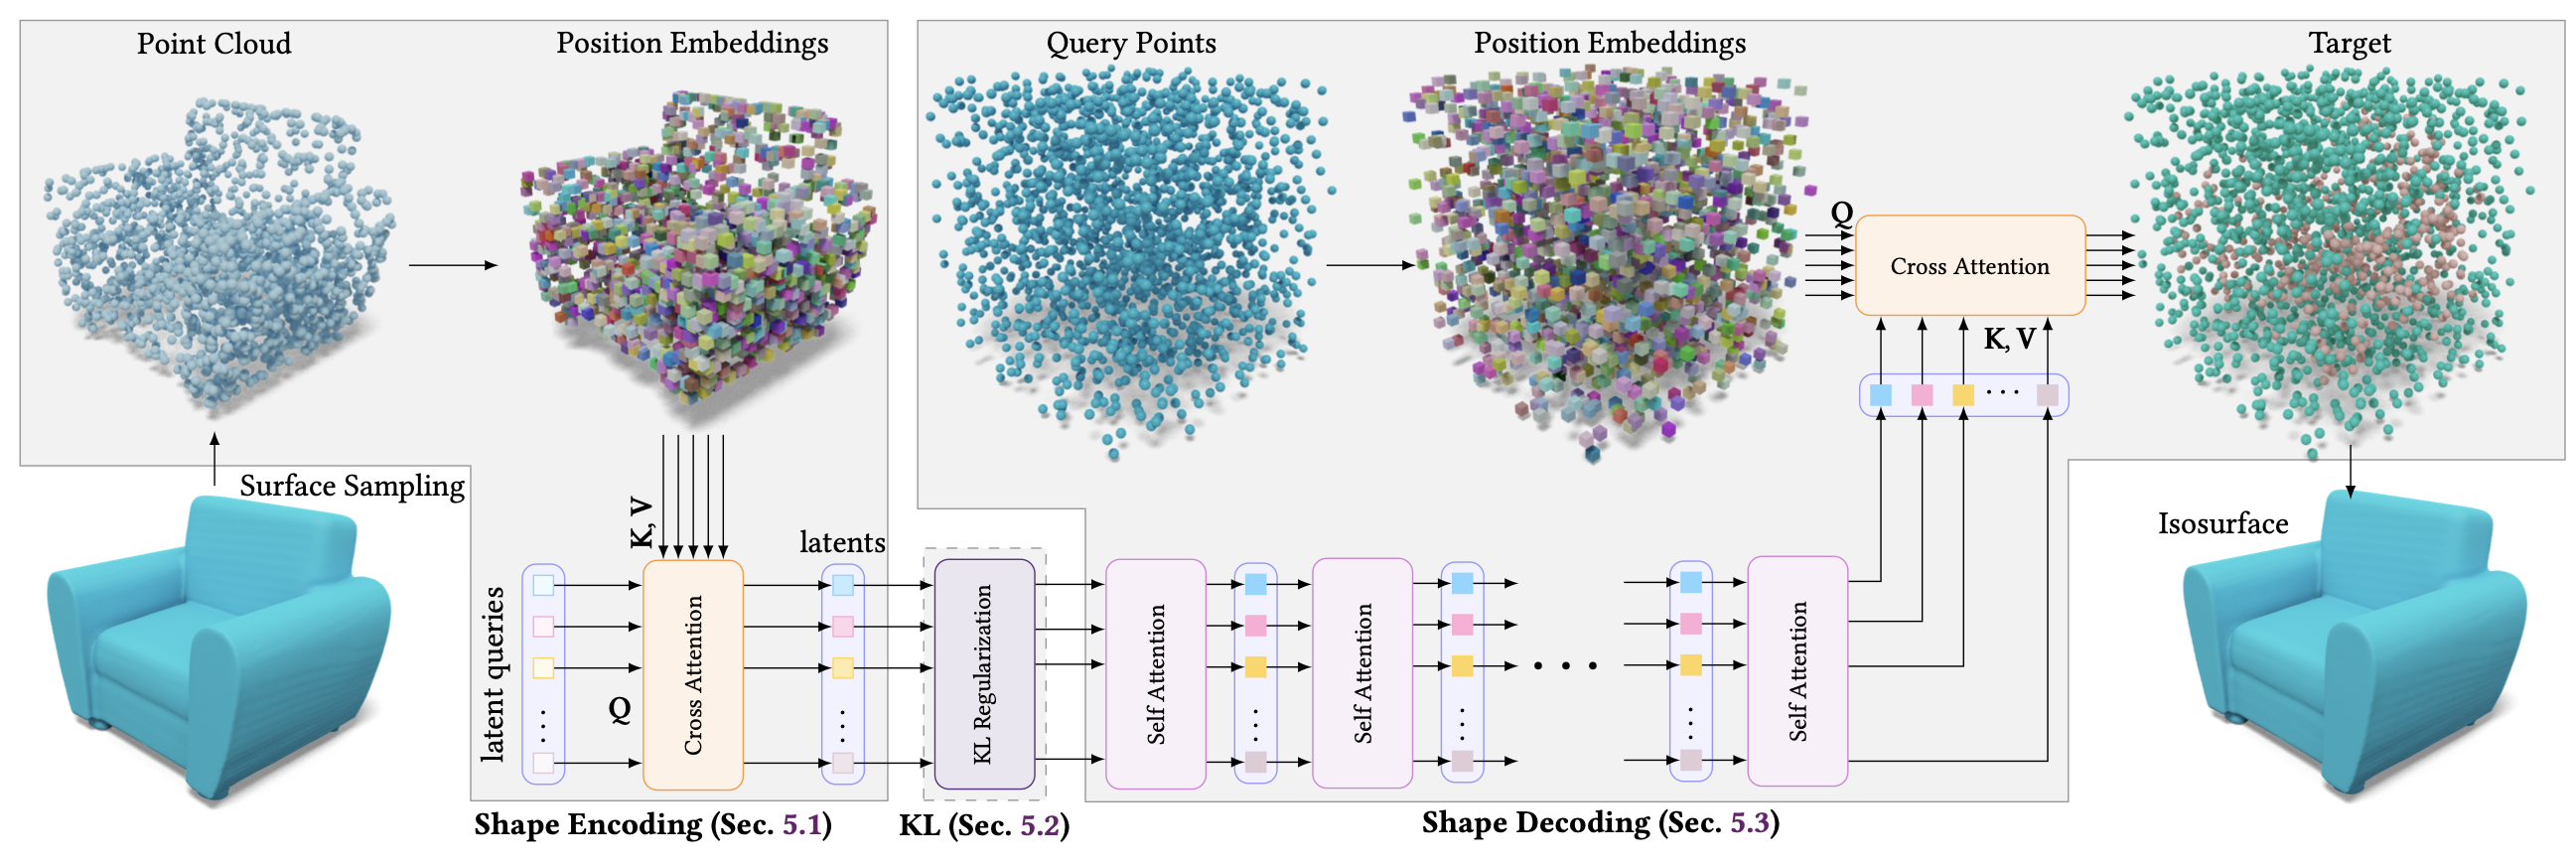 Point Cloud
Position Embeddings
Query Points
Position Embeddings
Target
Q
Cross Attention
K, V
. . .
Surface Sampling
K, V
latents
Isosurface
latent queries
Q
Cross Attention
KL Regularization
Self Attention
Self Attention
. . .
Self Attention
Shape Encoding (Sec. 5.1)
KL (Sec. 5.2)
Shape Decoding (Sec. 5.3)